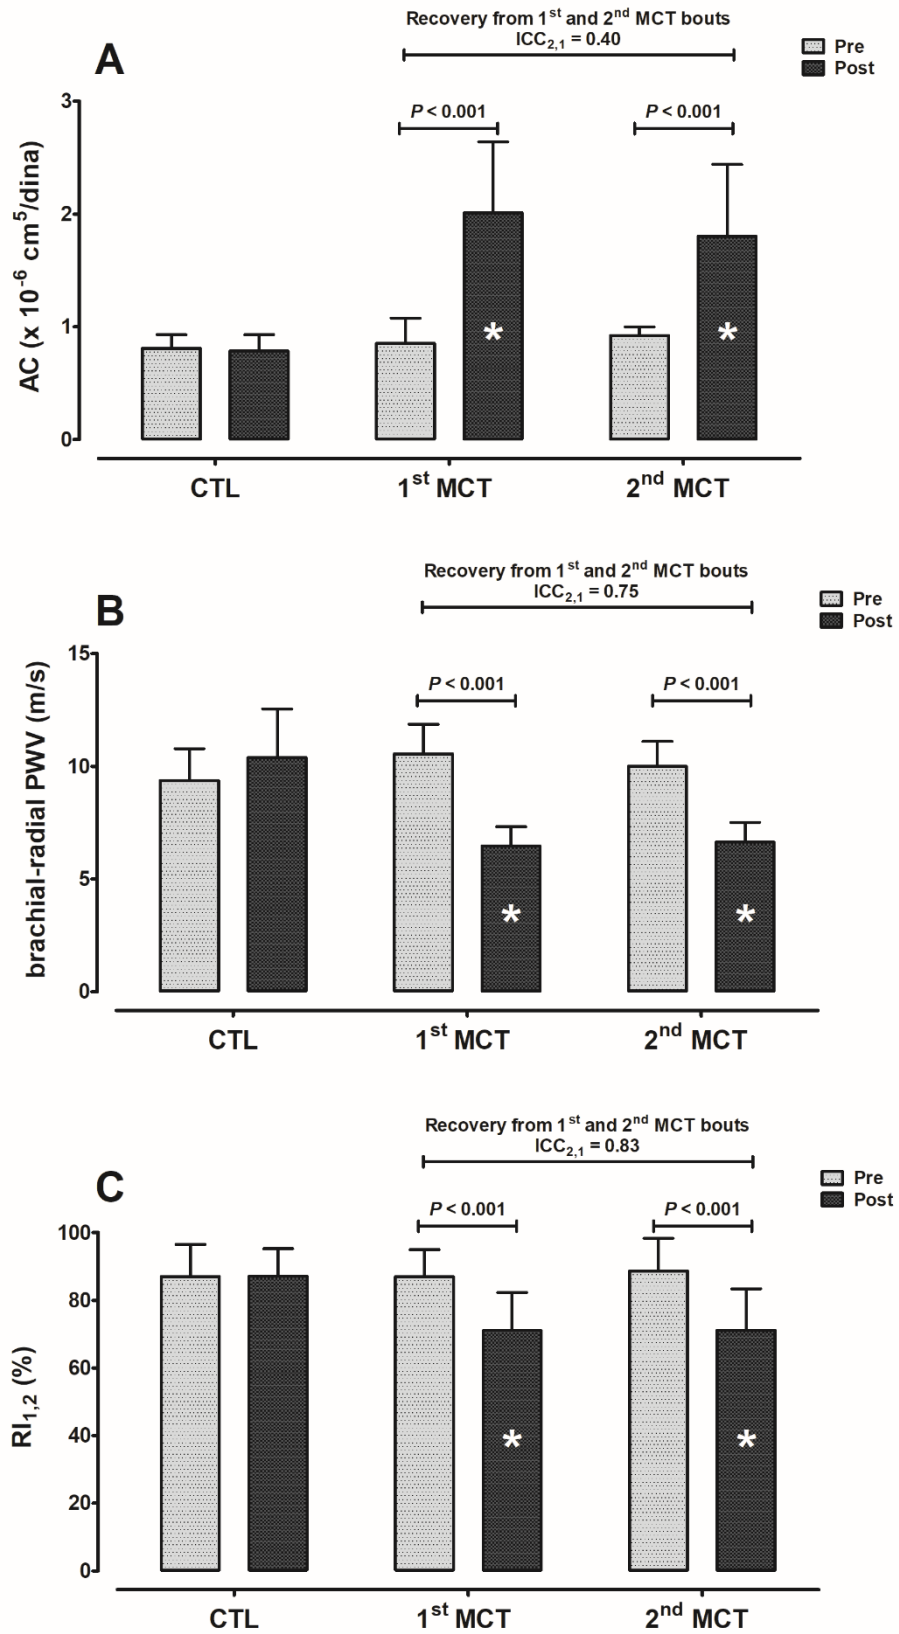 Recovery from 1st and 2nd MCT bouts
ICC2,1 = 0.40
A
Pre
Post
P < 0.001
P < 0.001
AC (x 10-6 cm5/dina)
3
2
1
0
*
*
CTL
1st MCT
2nd MCT
Recovery from 1st and 2nd MCT bouts
ICC2,1 = 0.75
B
Pre
Post
P < 0.001
P < 0.001
brachial-radial PWV (m/s)
15
10
5
0
*
*
CTL
1st MCT
2nd MCT
Recovery from 1st and 2nd MCT bouts
ICC2,1 = 0.83
C
Pre
Post
P < 0.001
P < 0.001
RI1,2 (%)
100
80
60
40
20
0
*
*
CTL
1st MCT
2nd MCT